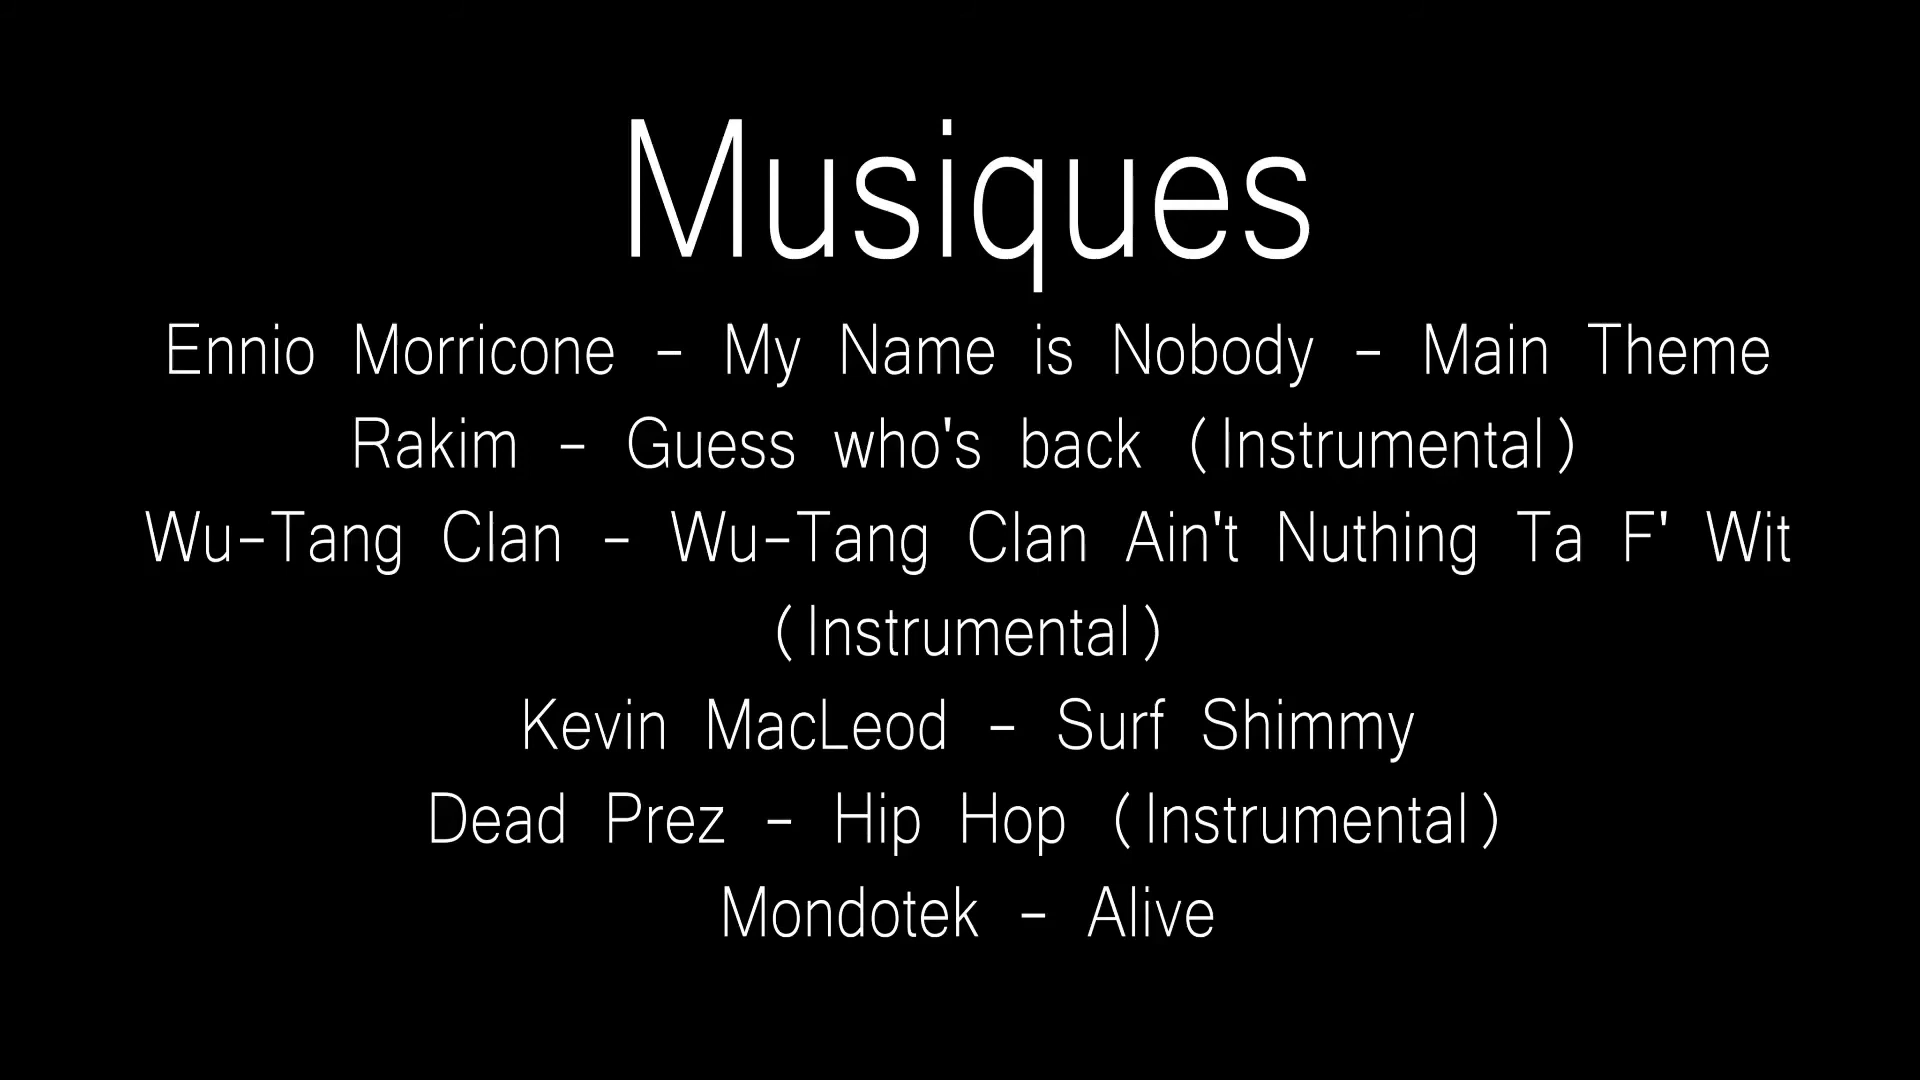 Musiques
Ennio Morricone - My Name is Nobody - Main Theme
Rakim - Guess who's back (Instrumental)
Wu-Tang Clan - Wu-Tang Clan Ain't Nuthing Ta F' Wit
(Instrumental)
Kevin MacLeod - Surf Shimmy
Dead Prez - Hip Hop (Instrumental)
Mondotek - Alive